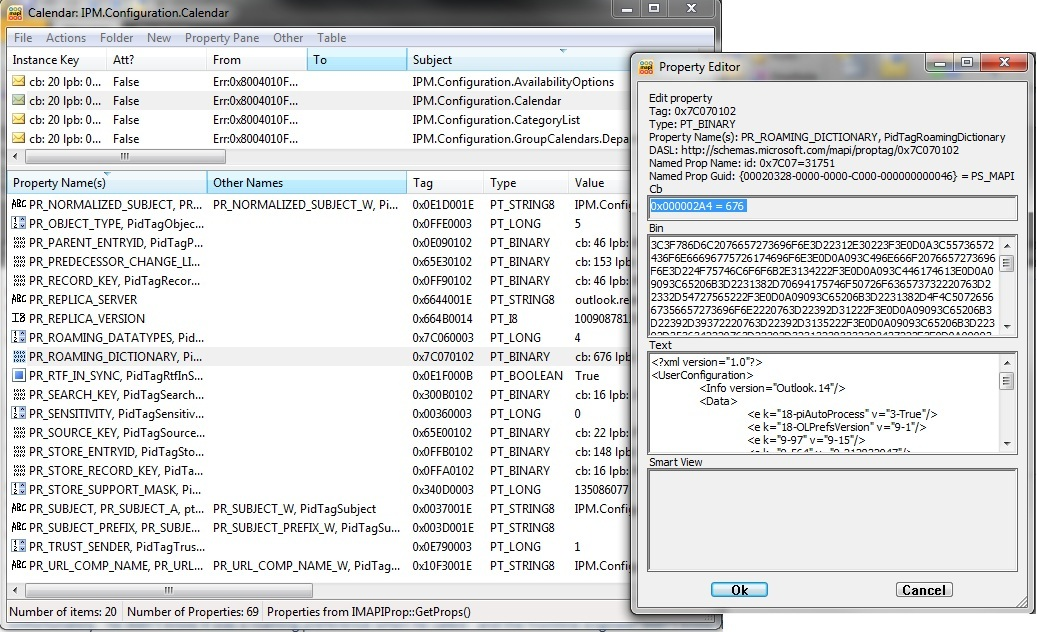 Calendar: IPM.Configuration.Calendar
File Actions Folder New Property Pane Other Table
Instance Key Att? From To Subject
cb: 20 lpb: 0... False Err:0x8004010F... IPM.Configuration.AvailabilityOptions
cb: 20 lpb: 0... False Err:0x8004010F... IPM.Configuration.Calendar
cb: 20 lpb: 0... False Err:0x8004010F... IPM.Configuration.CategoryList
cb: 20 lpb: 0... False Err:0x8004010F... IPM.Configuration.GroupCalendars.Depa
Property Name(s) Other Names Tag Type Value
PR_NORMALIZED_SUBJECT, PR... PR_NORMALIZED_SUBJECT_W, Pi... 0x0E1D001E PT_STRING8 IPM.Config
PR_OBJECT_TYPE, PidTagObjec... 0x0FFE0003 PT_LONG 5
PR_PARENT_ENTRYID, PidTagP... 0x0E090102 PT_BINARY cb: 46 lpb:
PR_PREDECESSOR_CHANGE_LI... 0x65E30102 PT_BINARY cb: 153 lp
PR_RECORD_KEY, PidTagRecor... 0x0FF90102 PT_BINARY cb: 46 lpb:
PR_REPLICA_SERVER 0x6644001E PT_STRING8 outlook.re
PR_REPLICA_VERSION 0x664B0014 PT_I8 100908781
PR_ROAMING_DATATYPES, PidT... 0x7C060003 PT_LONG 4
PR_ROAMING_DICTIONARY, Pi... 0x7C070102 PT_BINARY cb: 676 lpb
PR_RTF_IN_SYNC, PidTagRtfInS... 0x0E1F000B PT_BOOLEAN True
PR_SEARCH_KEY, PidTagSearch... 0x300B0102 PT_BINARY cb: 16 lpb:
PR_SENSITIVITY, PidTagSensitiv... 0x00360003 PT_LONG 0
PR_SOURCE_KEY, PidTagSource... 0x65E00102 PT_BINARY cb: 22 lpb:
PR_STORE_ENTRYID, PidTagSto... 0x0FFB0102 PT_BINARY cb: 148 lp
PR_STORE_RECORD_KEY, PidTa... 0x0FFA0102 PT_BINARY cb: 16 lpb:
PR_STORE_SUPPORT_MASK, Pi... 0x340D0003 PT_LONG 135086077
PR_SUBJECT, PR_SUBJECT_A, pt... PR_SUBJECT_W, PidTagSubject 0x0037001E PT_STRING8 IPM.Config
PR_SUBJECT_PREFIX, PR_SUBJE... PR_SUBJECT_PREFIX_W, PidTagSu... 0x003D001E PT_STRING8
PR_TRUST_SENDER, PidTagTrus... 0x0E790003 PT_LONG 1
PR_URL_COMP_NAME, PR_URL... PR_URL_COMP_NAME_W, PidTag... 0x10F3001E PT_STRING8 IPM.Config
Number of items: 20 Number of Properties: 69 Properties from IMAPIProp::GetProps()
Property Editor
Edit property
Tag: 0x7C070102
Type: PT_BINARY
Property Name(s): PR_ROAMING_DICTIONARY, PidTagRoamingDictionary
DASL: http://schemas.microsoft.com/mapi/proptag/0x7C070102
Named Prop Name: id: 0x7C07=31751
Named Prop Guid: {00020328-0000-0000-C000-000000000046} = PS_MAPI
Cb
0x000002A4 = 676
Bin
3C3F786D6C2076657273696F6E3D22312E30223F3E0D0A3C55736572
436F6E66696775726174696F6E3E0D0A093C496E666F2076657273696F
6E3D224F75746C6F6F6B2E3134222F3E0D0A093C446174613E0D0A0
9093C65206B3D2231382D70694175746F50726F636573732220763D2
2332D54727565222F3E0D0A09093C65206B3D2231382D4F4C5072656
6735665727369 6F6E2220763D22392D31222F3E0D0A09093C65206B3D
22392D39372220763D22392D3135222F3E0D0A09093C65206B3D223
Text
<?xml version="1.0"?>
<UserConfiguration>
<Info version="Outlook.14"/>
<Data>
<e k="18-piAutoProcess" v="3-True"/>
<e k="18-OLPrefsVersion" v="9-1"/>
<e k="9-97" v="9-15"/>
Smart View
Ok Cancel